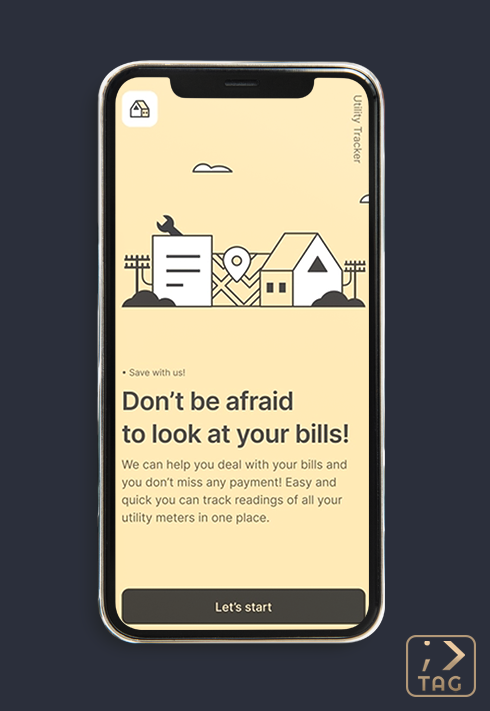 Utility Tracker
• Save with us!
Don’t be afraid
to look at your bills!
We can help you deal with your bills and
you don’t miss any payment! Easy and
quick you can track readings of all your
utility meters in one place.
Let’s start
;> TAG